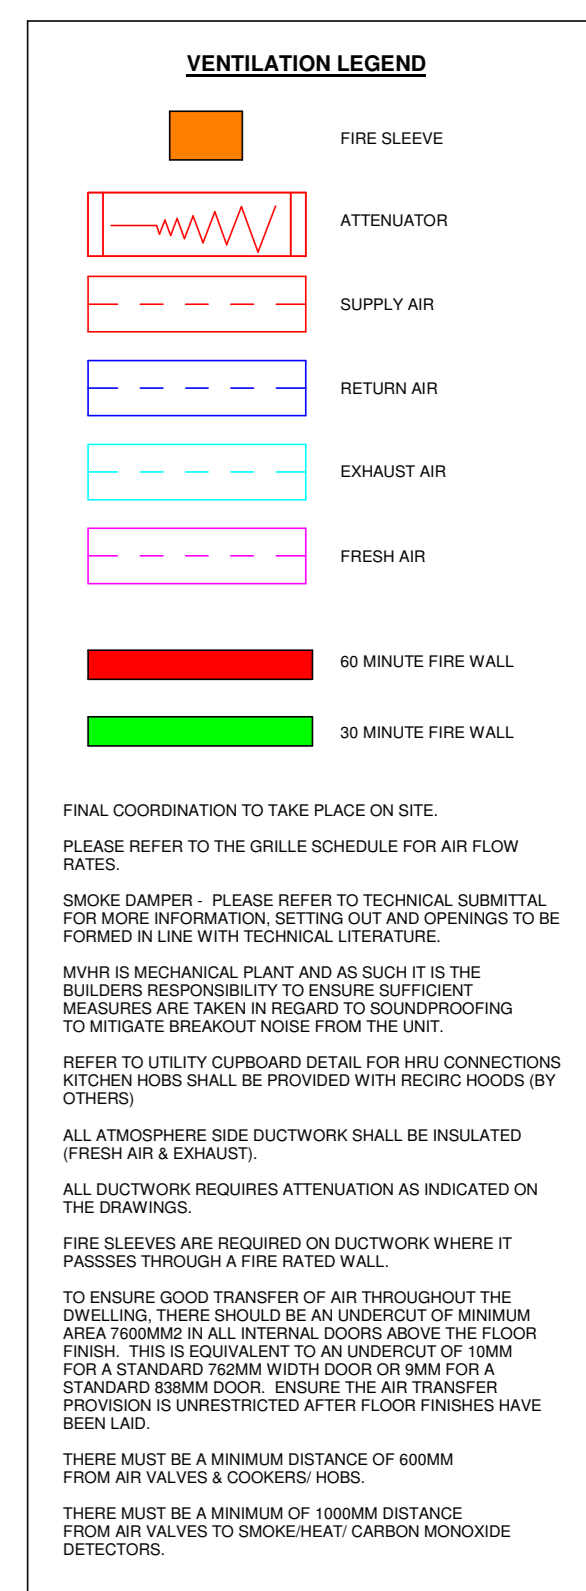 VENTILATION LEGEND
FIRE SLEEVE
ATTENUATOR
SUPPLY AIR
RETURN AIR
EXHAUST AIR
FRESH AIR
60 MINUTE FIRE WALL
30 MINUTE FIRE WALL
FINAL COORDINATION TO TAKE PLACE ON SITE.
PLEASE REFER TO THE GRILLE SCHEDULE FOR AIR FLOW
RATES.
SMOKE DAMPER - PLEASE REFER TO TECHNICAL SUBMITTAL
FOR MORE INFORMATION, SETTING OUT AND OPENINGS TO BE
FORMED IN LINE WITH TECHNICAL LITERATURE.
MVHR IS MECHANICAL PLANT AND AS SUCH IT IS THE
BUILDERS RESPONSIBILITY TO ENSURE SUFFICIENT
MEASURES ARE TAKEN IN REGARD TO SOUNDPROOFING
TO MITIGATE BREAKOUT NOISE FROM THE UNIT.
REFER TO UTILITY CUPBOARD DETAIL FOR HRU CONNECTIONS
KITCHEN HOBS SHALL BE PROVIDED WITH RECIRC HOODS (BY
OTHERS)
ALL ATMOSPHERE SIDE DUCTWORK SHALL BE INSULATED
(FRESH AIR & EXHAUST).
ALL DUCTWORK REQUIRES ATTENUATION AS INDICATED ON
THE DRAWINGS.
FIRE SLEEVES ARE REQUIRED ON DUCTWORK WHERE IT
PASSSES THROUGH A FIRE RATED WALL.
TO ENSURE GOOD TRANSFER OF AIR THROUGHOUT THE
DWELLING, THERE SHOULD BE AN UNDERCUT OF MINIMUM
AREA 7600MM2 IN ALL INTERNAL DOORS ABOVE THE FLOOR
FINISH. THIS IS EQUIVALENT TO AN UNDERCUT OF 10MM
FOR A STANDARD 762MM WIDTH DOOR OR 9MM FOR A
STANDARD 838MM DOOR. ENSURE THE AIR TRANSFER
PROVISION IS UNRESTRICTED AFTER FLOOR FINISHES HAVE
BEEN LAID.
THERE MUST BE A MINIMUM DISTANCE OF 600MM
FROM AIR VALVES & COOKERS/ HOBS.
THERE MUST BE A MINIMUM OF 1000MM DISTANCE
FROM AIR VALVES TO SMOKE/HEAT/ CARBON MONOXIDE
DETECTORS.